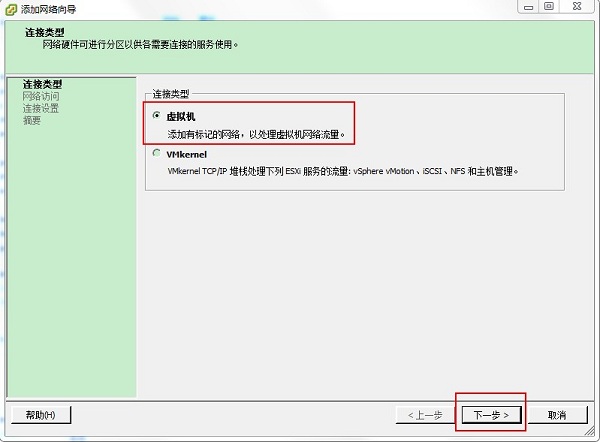 添加网络向导
连接类型
网络硬件可进行分区以供各需要连接的服务使用。
连接类型
网络访问
连接设置
摘要
连接类型
虚拟机
添加有标记的网络，以处理虚拟机网络流量。
VMkernel
VMkernel TCP/IP 堆栈处理下列 ESXi 服务的流量: vSphere vMotion、iSCSI、NFS 和主机管理。
帮助(H)
< 上一步
下一步 >
取消